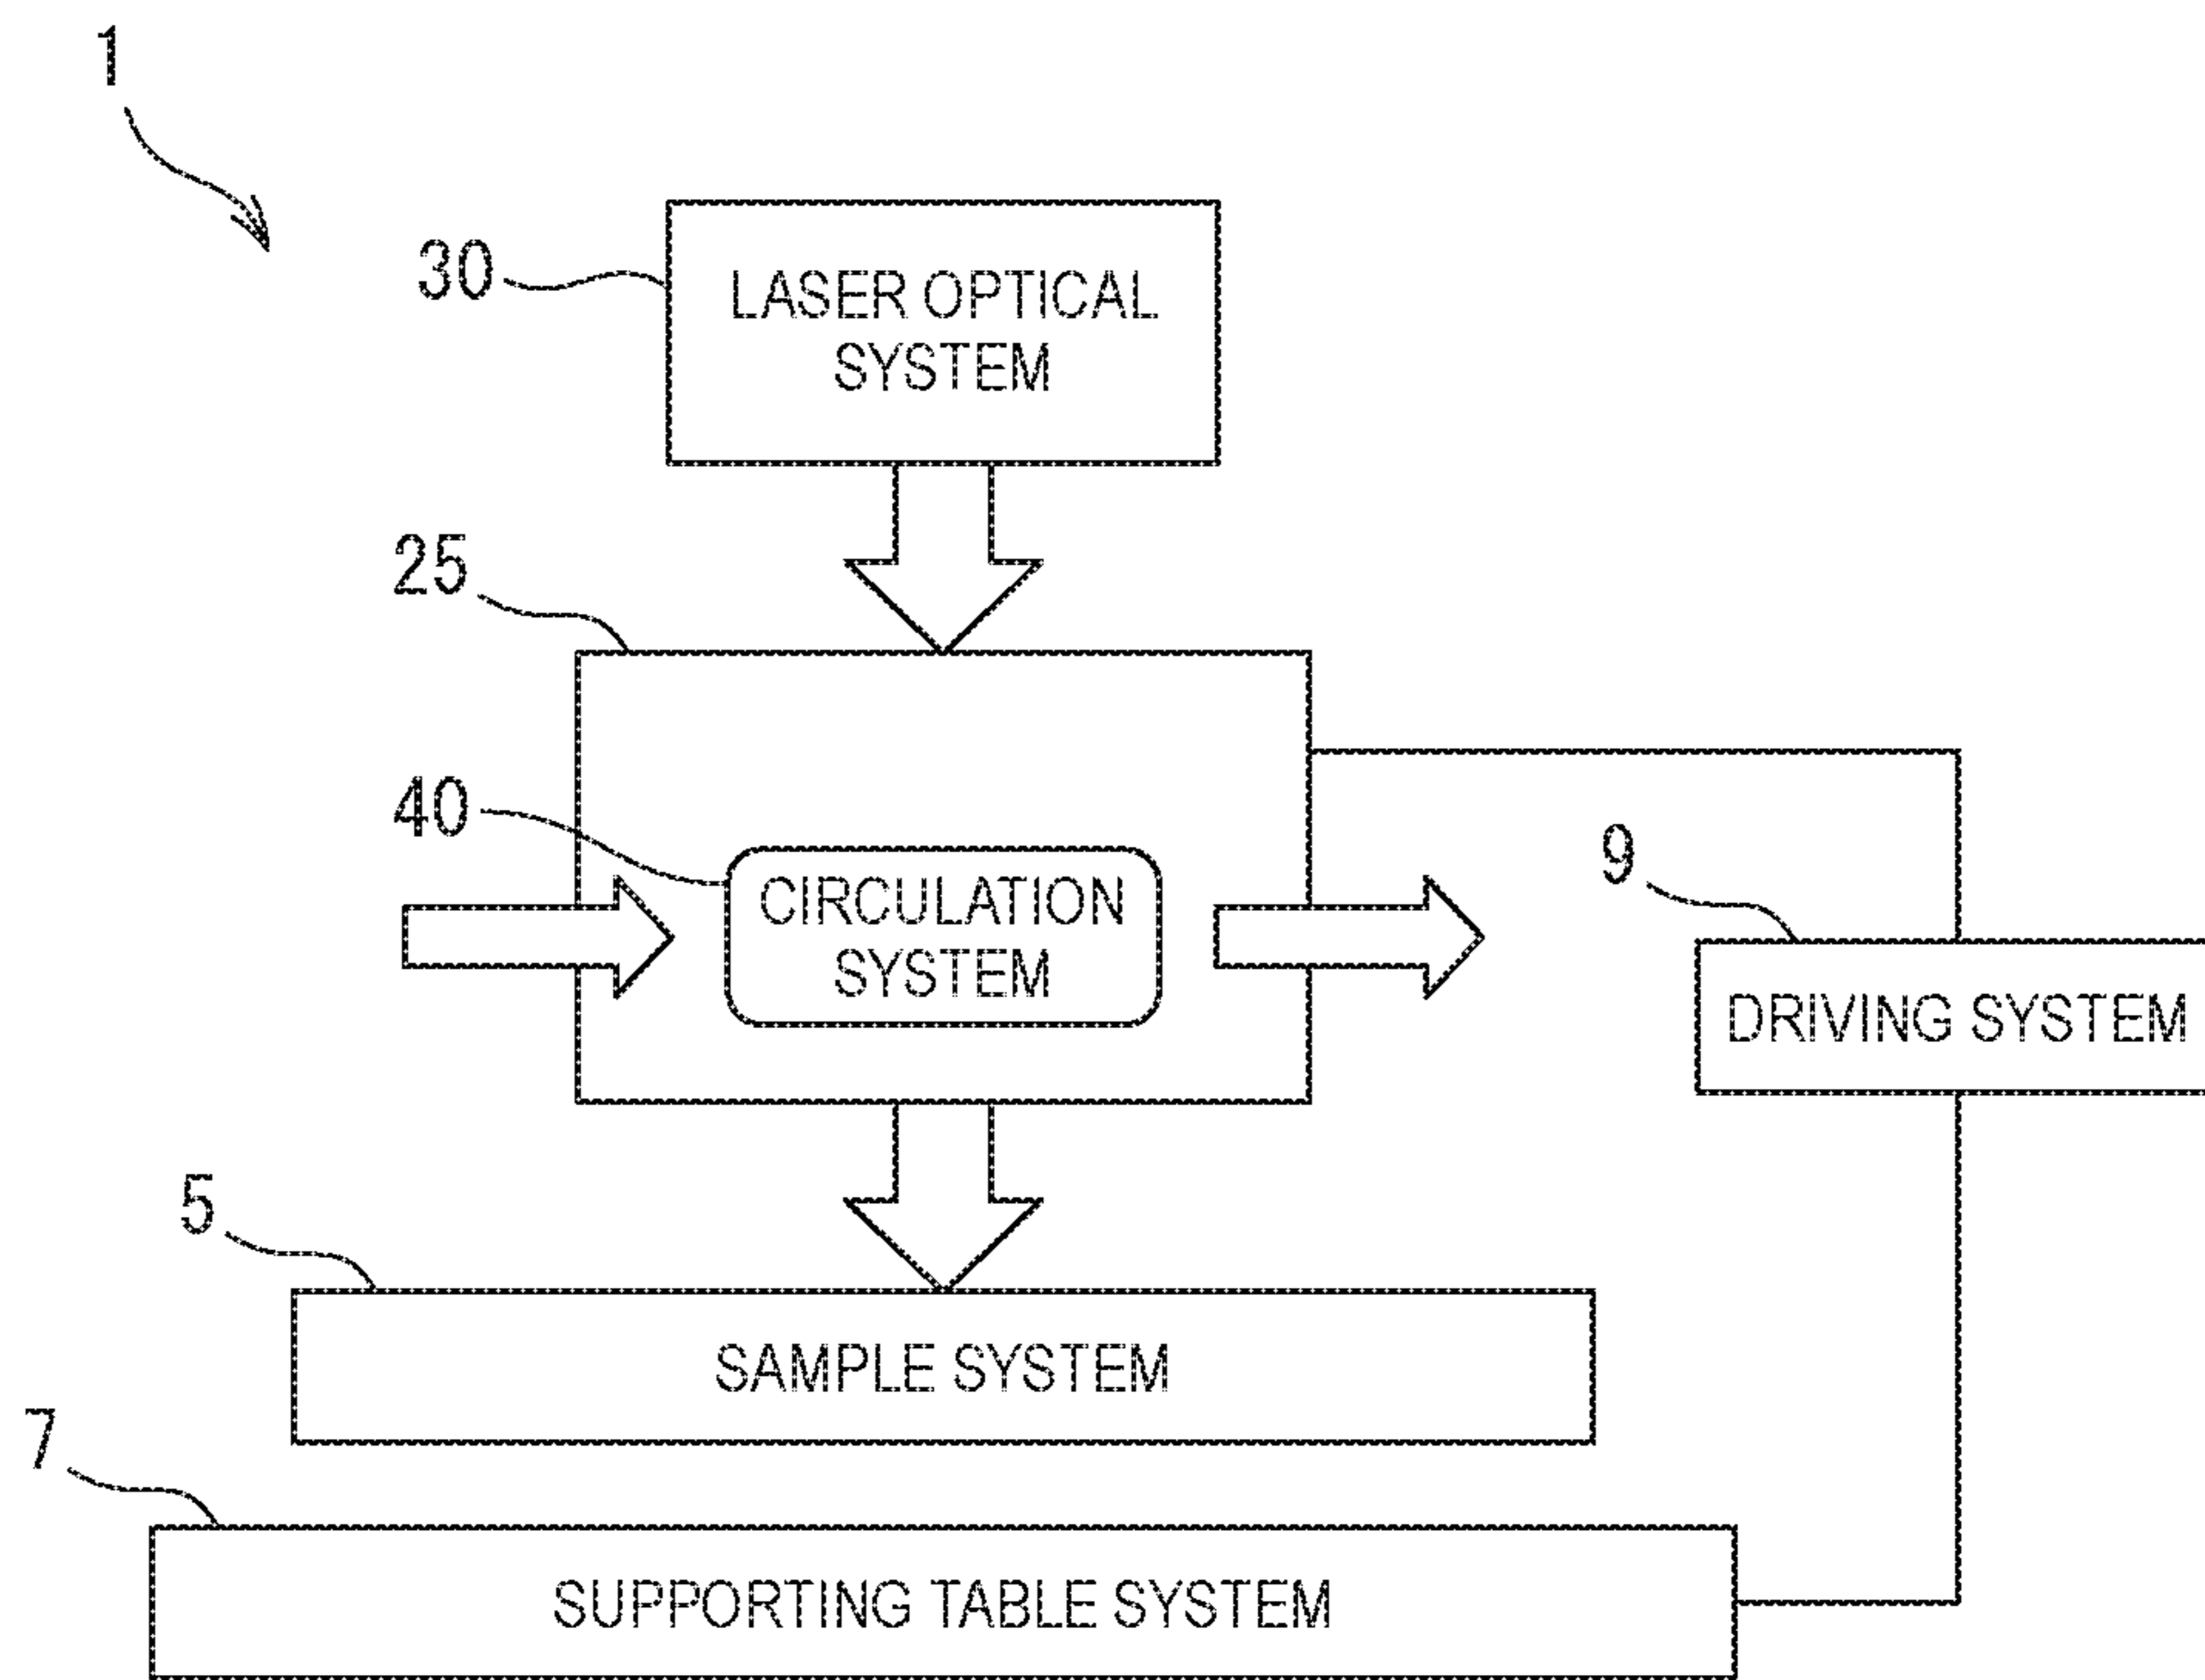 1
30
LASER OPTICAL
SYSTEM
25
40
CIRCULATION
SYSTEM
9
DRIVING SYSTEM
5
SAMPLE SYSTEM
7
SUPPORTING TABLE SYSTEM